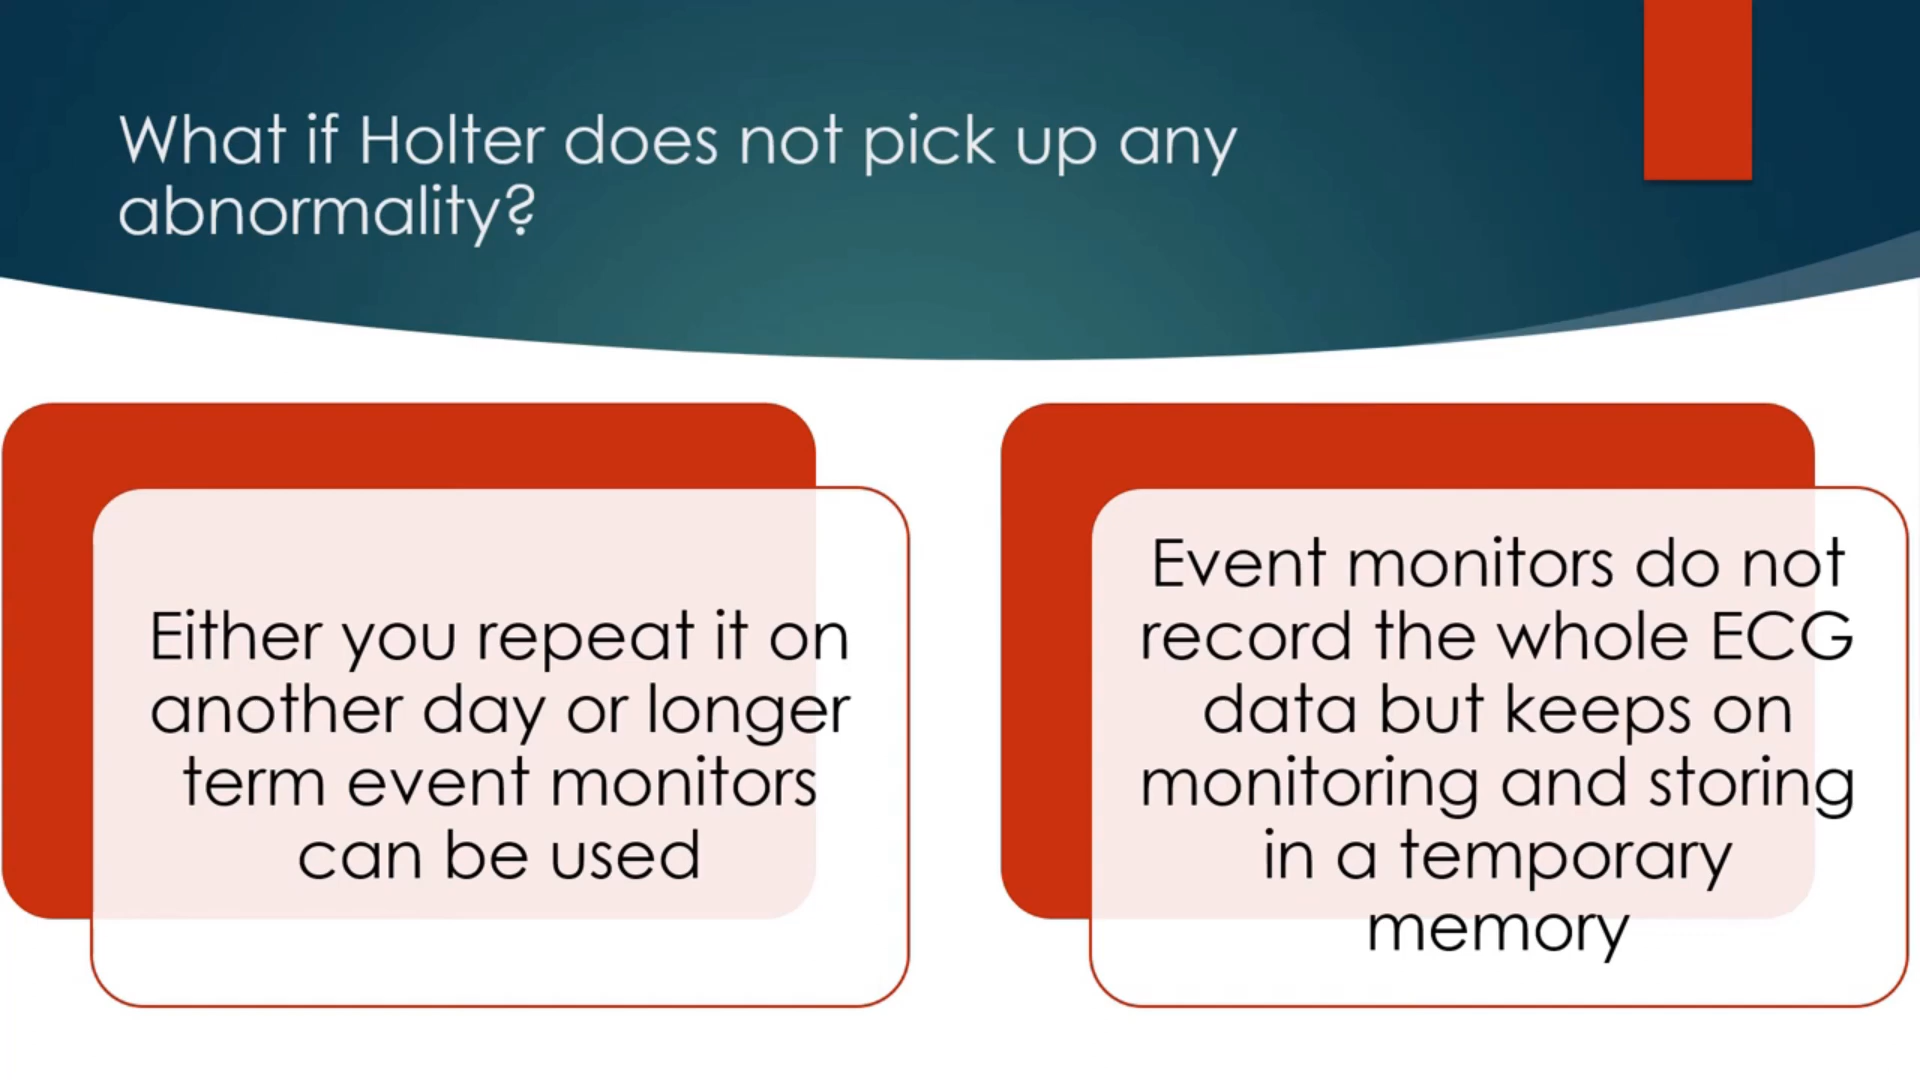 What if Holter does not pick up any
abnormality?
Either you repeat it on
another day or longer
term event monitors
can be used
Event monitors do not
record the whole ECG
data but keeps on
monitoring and storing
in a temporary
memory